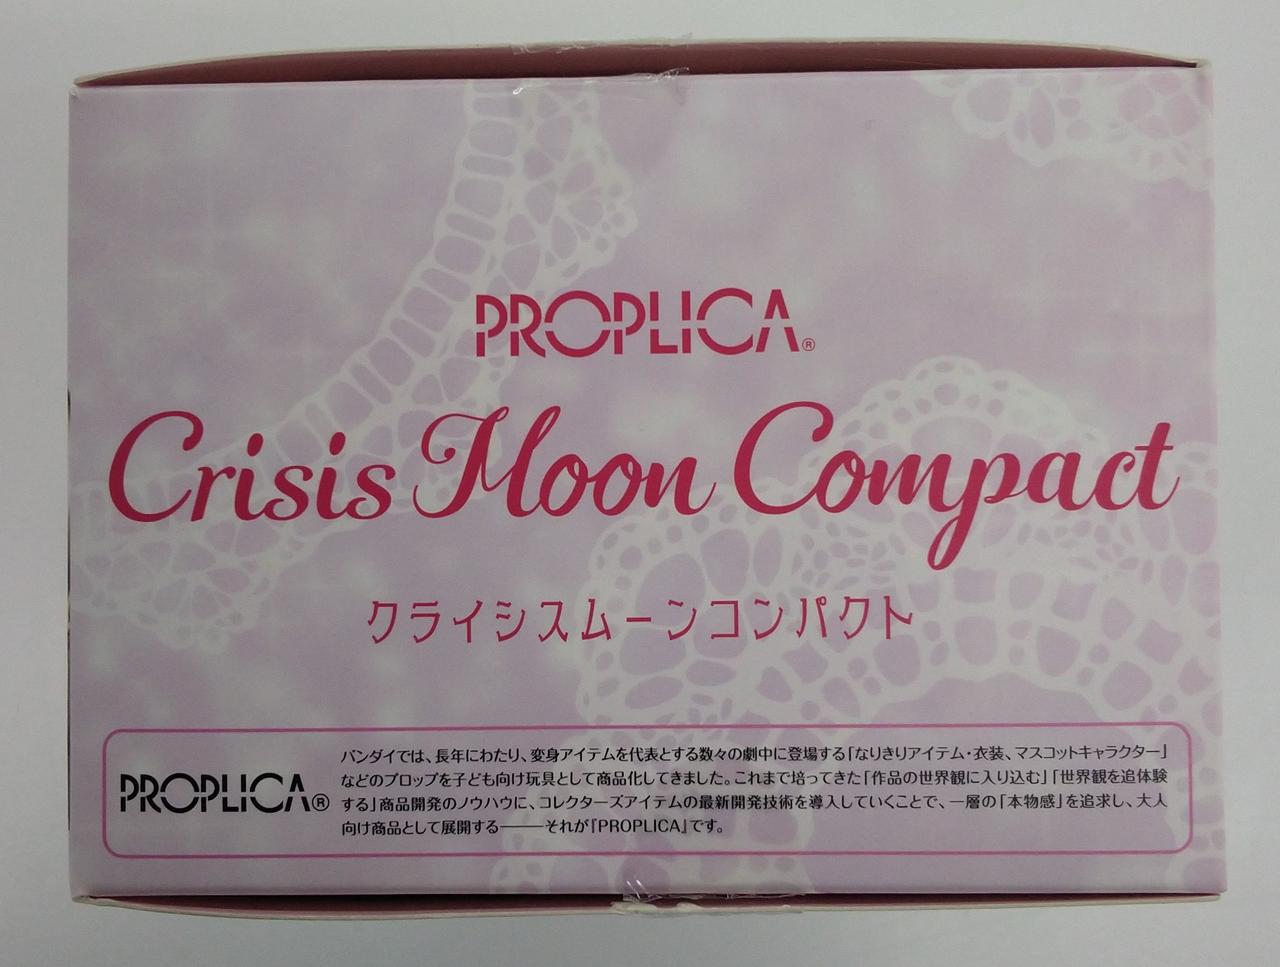 PROPLICA®
Crisis Moon Compact
クライシスムーンコンパクト
PROPLICA®
バンダイでは、長年にわたり、変身アイテムを代表とする数々の劇中に登場する「なりきりアイテム・衣装、マスコットキャラクター」
などのプロップを子ども向け玩具として商品化してきました。これまで培ってきた「作品の世界観に入り込む」「世界観を追体験
する」商品開発のノウハウに、コレクターズアイテムの最新開発技術を導入していくことで、一層の「本物感」を追求し、大人
向け商品として展開する―――それが『PROPLICA』です。